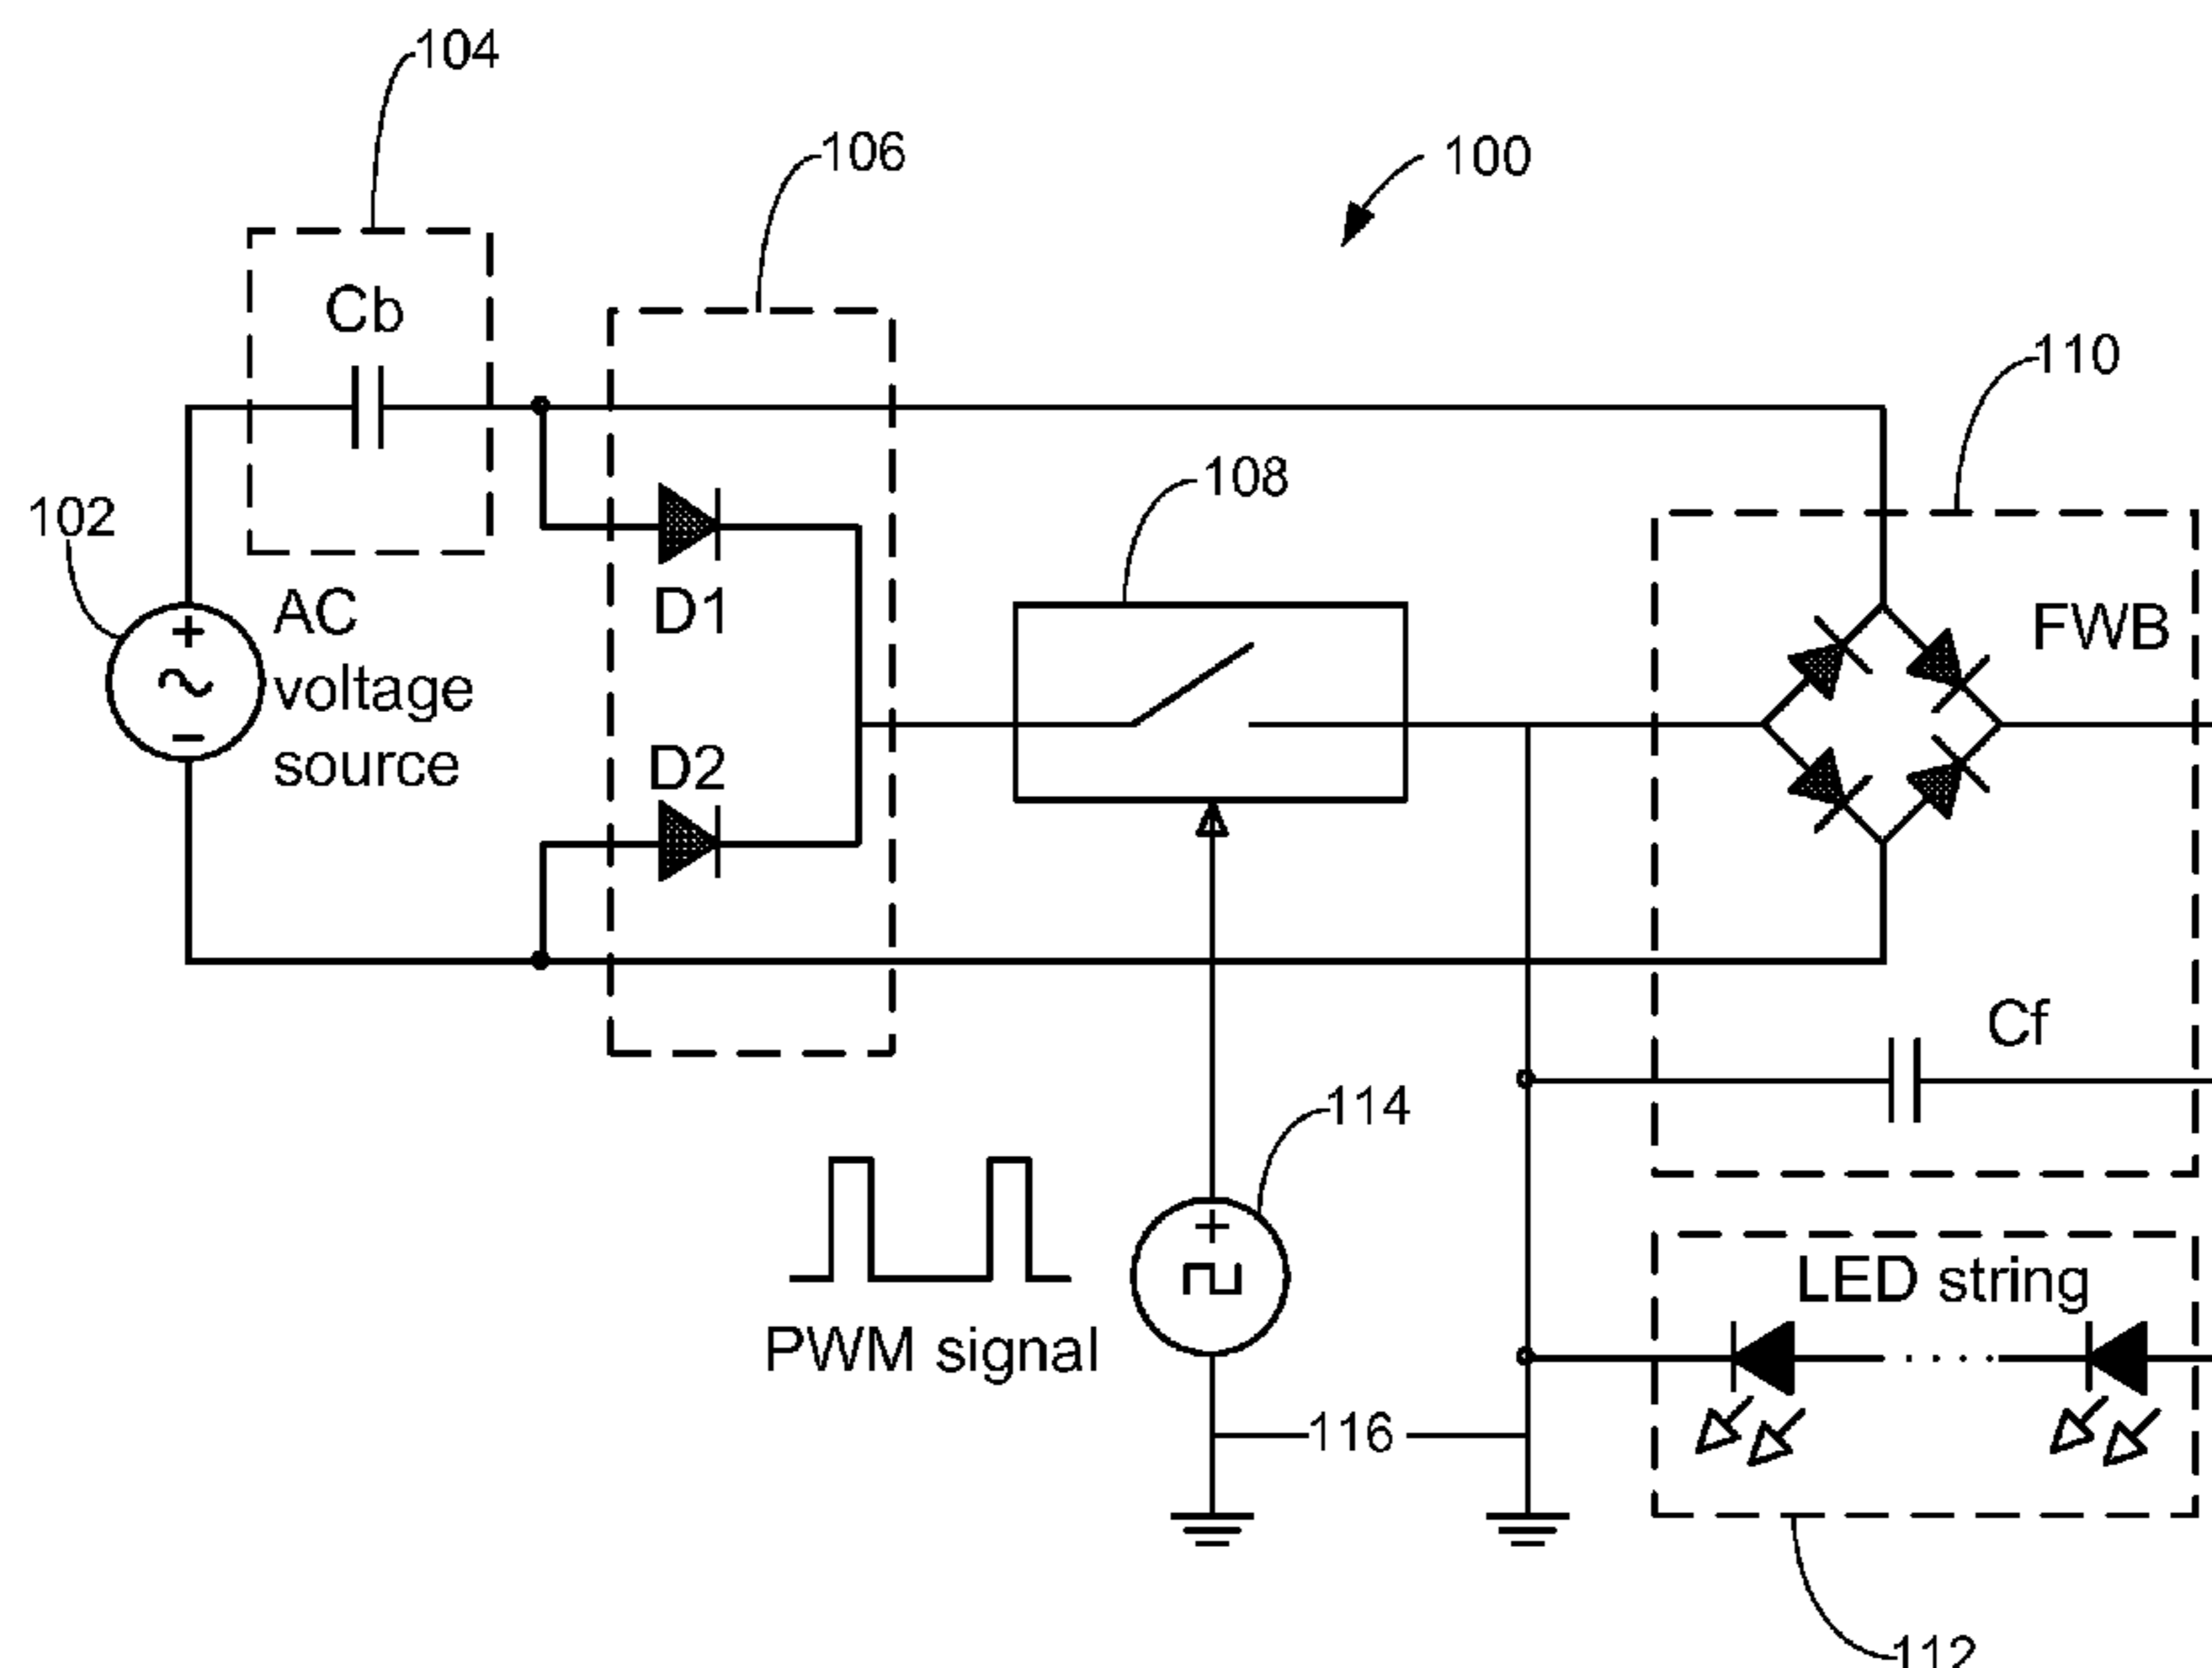 104
106
100
Cb
110
108
102
AC
voltage
source
D1
FWB
D2
Cf
114
PWM signal
LED string
116
112